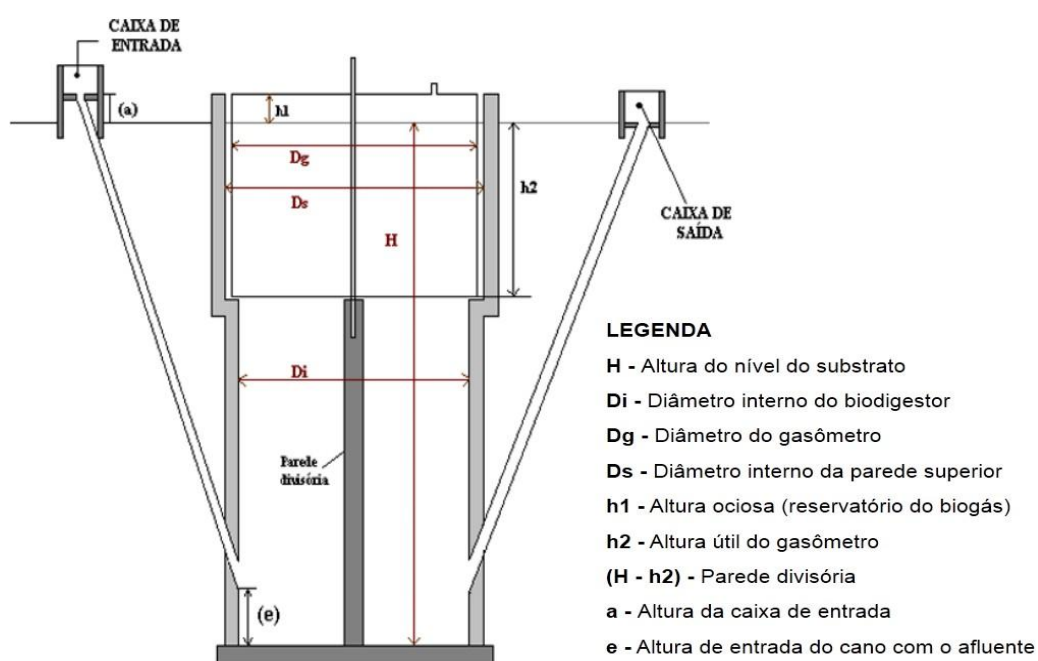 CAIXA DE
ENTRADA
(a)
h1
Dg
Ds
h2
H
CAIXA DE
SAÍDA
Di
Parede
divisória
(e)
LEGENDA
H - Altura do nível do substrato
Di - Diâmetro interno do biodigestor
Dg - Diâmetro do gasômetro
Ds - Diâmetro interno da parede superior
h1 - Altura ociosa (reservatório do biogás)
h2 - Altura útil do gasômetro
(H - h2) - Parede divisória
a - Altura da caixa de entrada
e - Altura de entrada do cano com o afluente